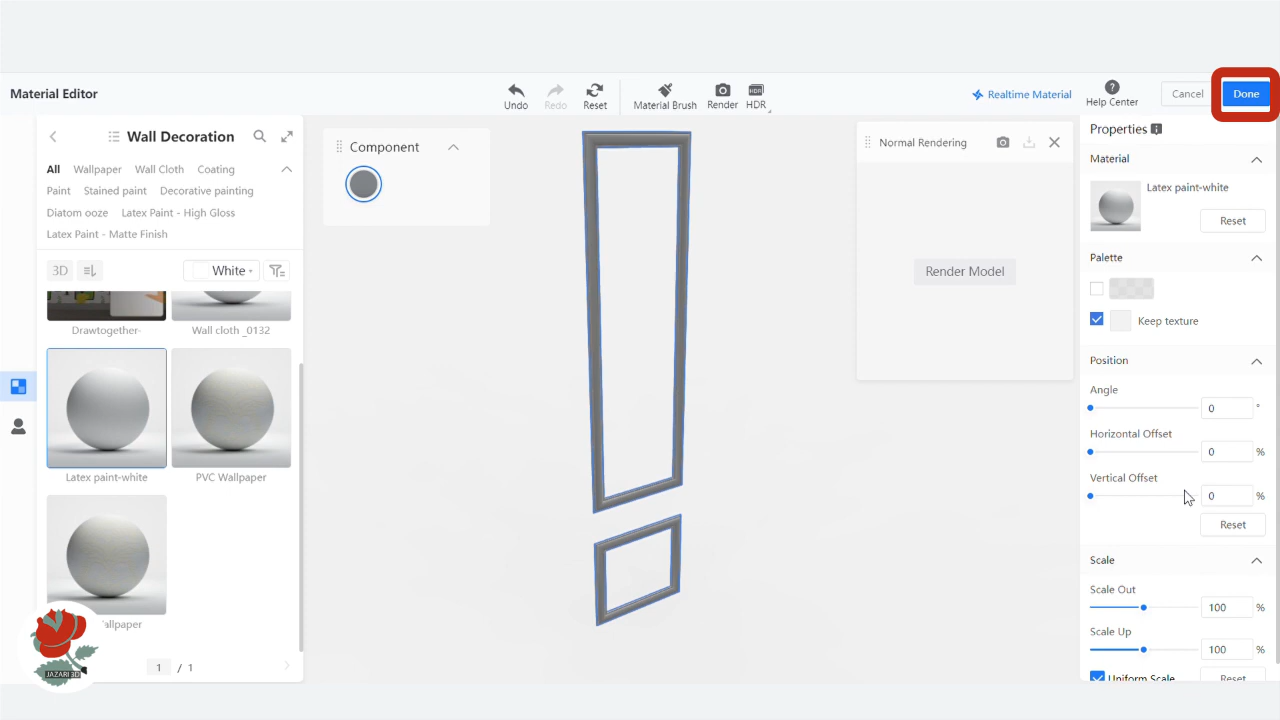 Material Editor
Undo
Redo
Reset
Material Brush
Render
HDR
HDR
Realtime Material
Help Center
Cancel
Done
Wall Decoration
All Wallpaper Wall Cloth Coating
Paint Stained paint Decorative painting
Diatom ooze Latex Paint - High Gloss
Latex Paint - Matte Finish
3D
White
Drawtogether-
Wall cloth _0132
Latex paint-white
PVC Wallpaper
allpaper
1 / 1
JAZARI 3D
Component
Normal Rendering
Render Model
Properties
Material
Latex paint-white
Reset
Palette
Keep texture
Position
Angle
0 °
Horizontal Offset
0 %
Vertical Offset
0 %
Reset
Scale
Scale Out
100 %
Scale Up
100 %
Uniform Scale
Reset